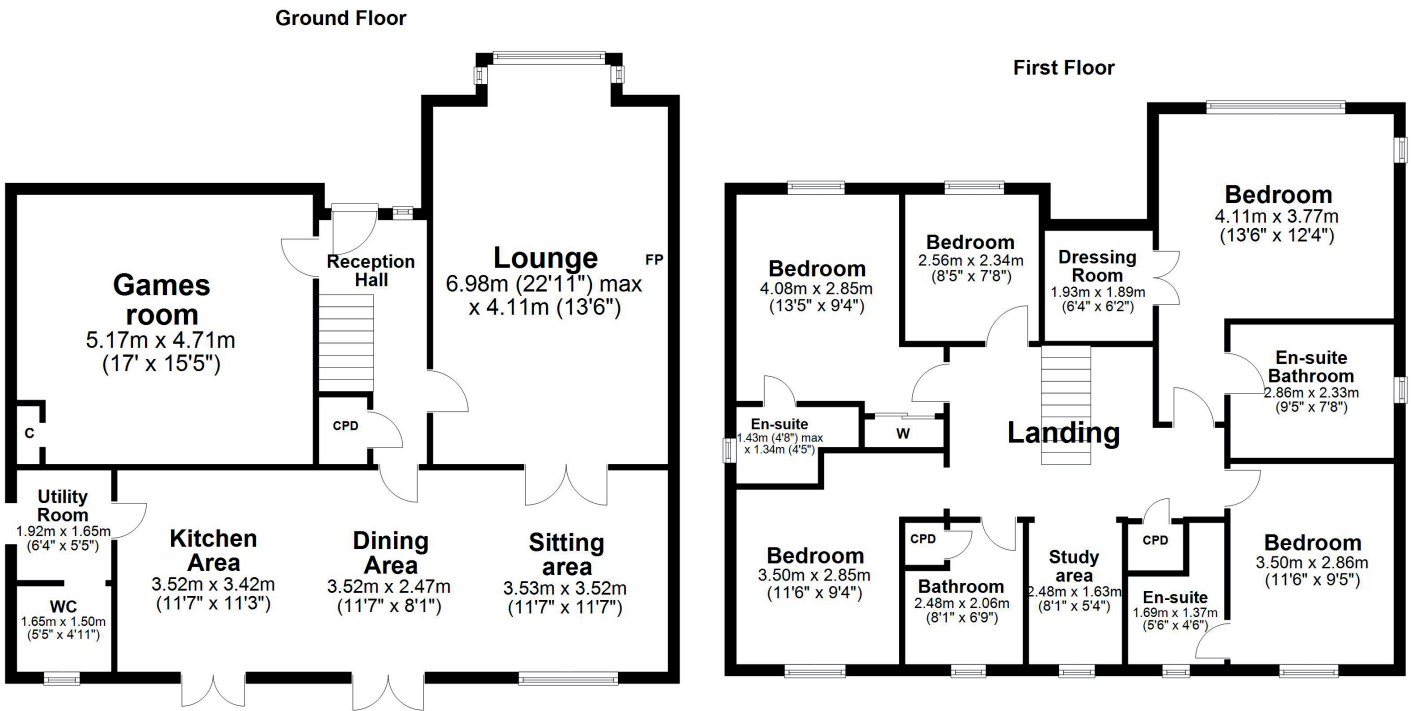 Ground Floor
Games
room
5.17m x 4.71m
(17' x 15'5")
Reception
Hall
Lounge
6.98m (22'11") max
x 4.11m (13'6")
FP
C
CPD
Utility
Room
1.92m x 1.65m
(6'4" x 5'5")
WC
1.65m x 1.50m
(5'5" x 4'11")
Kitchen
Area
3.52m x 3.42m
(11'7" x 11'3")
Dining
Area
3.52m x 2.47m
(11'7" x 8'1")
Sitting
area
3.53m x 3.52m
(11'7" x 11'7")
First Floor
Bedroom
4.08m x 2.85m
(13'5" x 9'4")
Bedroom
2.56m x 2.34m
(8'5" x 7'8")
Dressing
Room
1.93m x 1.89m
(6'4" x 6'2")
Bedroom
4.11m x 3.77m
(13'6" x 12'4")
En-suite
Bathroom
2.86m x 2.33m
(9'5" x 7'8")
En-suite
1.43m (4'8") max
x 1.34m (4'5")
W
Landing
Bedroom
3.50m x 2.85m
(11'6" x 9'4")
CPD
Bathroom
2.48m x 2.06m
(8'1" x 6'9")
Study
area
2.48m x 1.63m
(8'1" x 5'4")
CPD
En-suite
1.69m x 1.37m
(5'6" x 4'6")
Bedroom
3.50m x 2.86m
(11'6" x 9'5")